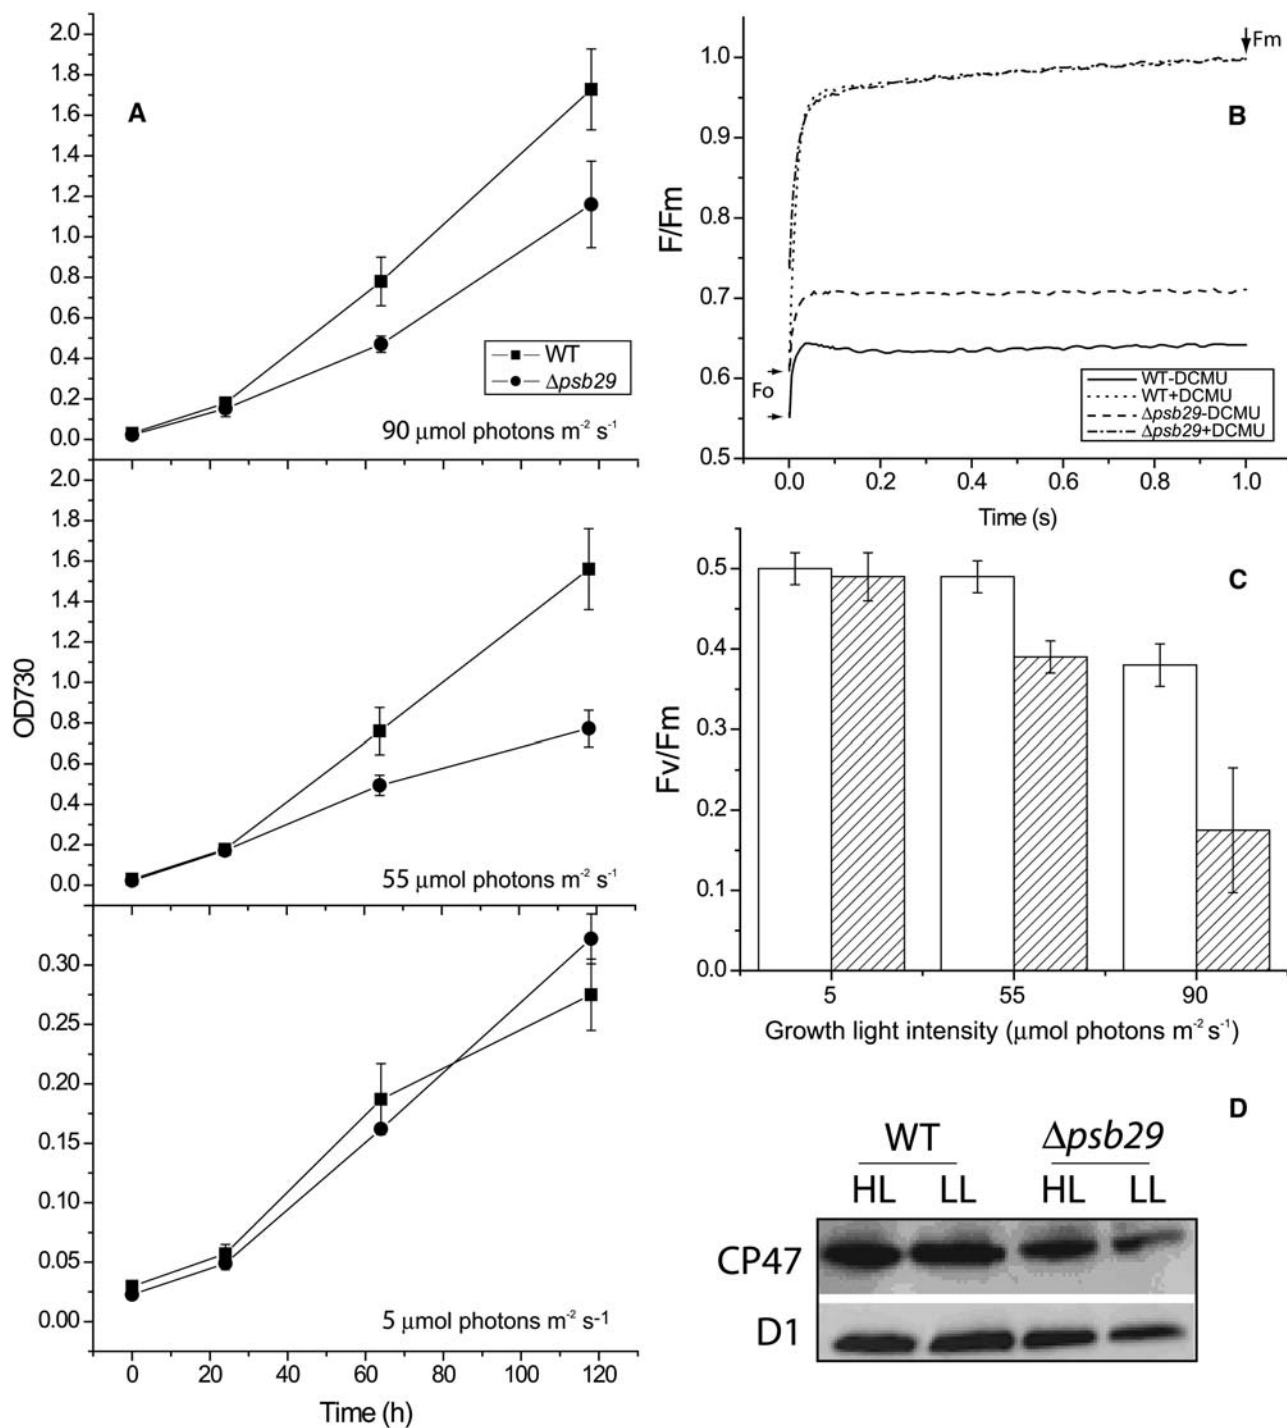 A
2.0
1.8
1.6
1.4
1.2
1.0
0.8
0.6
0.4
0.2
0.0
WT
Δpsb29
90 μmol photons m⁻² s⁻¹
2.0
1.8
1.6
1.4
1.2
1.0
0.8
0.6
0.4
0.2
0.0
55 μmol photons m⁻² s⁻¹
OD730
0.30
0.25
0.20
0.15
0.10
0.05
0.00
5 μmol photons m⁻² s-1
0 20 40 60 80 100 120
Time (h)
B
Fm
1.0
0.9
0.8
0.7
0.6
0.5
F/Fm
Fo
WT-DCMU
WT+DCMU
Δpsb29-DCMU
Δpsb29+DCMU
0.0 0.2 0.4 0.6 0.8 1.0
Time (s)
C
0.5
0.4
0.3
0.2
0.1
0.0
Fv/Fm
5 55 90
Growth light intensity (μmol photons m⁻² s⁻¹)
D
WT Δpsb29
HL LL HL LL
CP47
D1